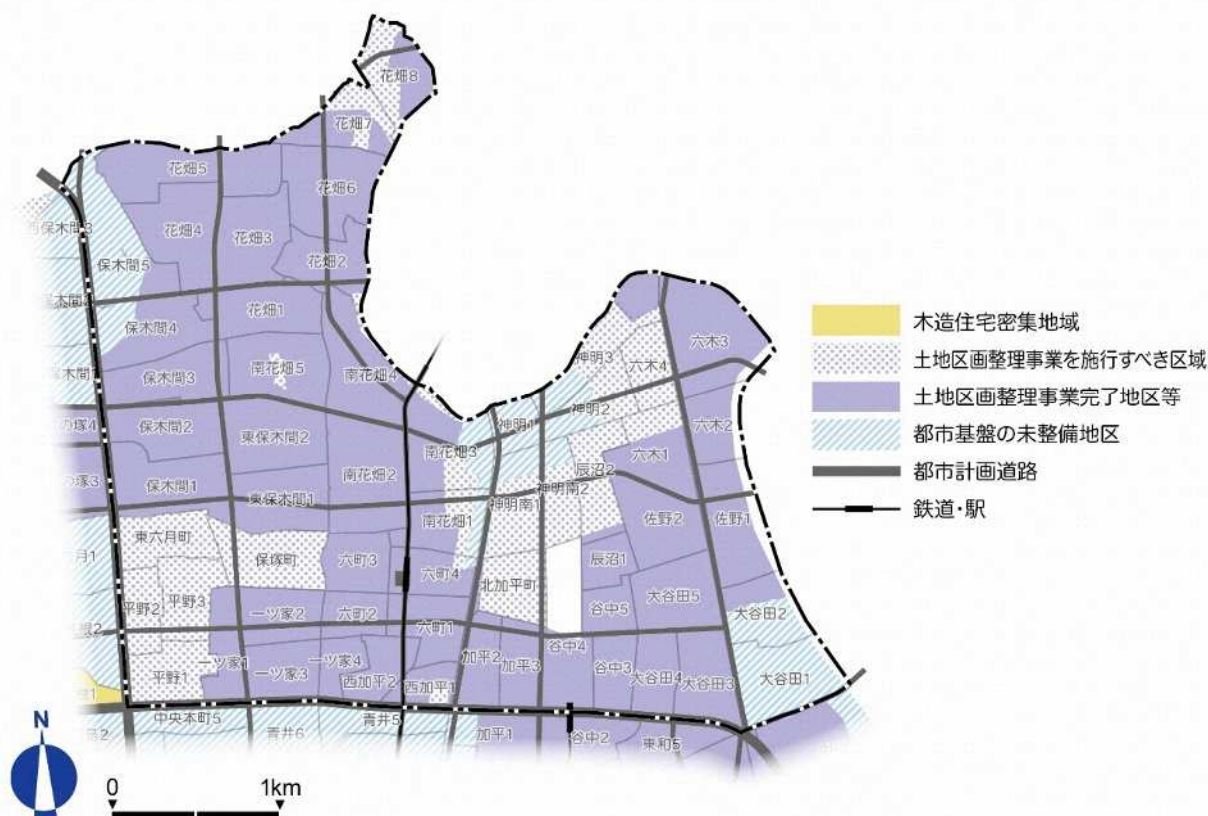 花畑8
花畑7
花畑5
花畑6
西保木間3
花畑4
花畑3
保木間5
花畑2
花畑1
保木間4
南花畑5
南花畑4
保木間3
保木間2
東保木間2
南花畑3
南花畑2
保木間1
東保木間1
南花畑1
神明3
六木3
六木4
神明2
神明1
六木2
六木1
辰沼2
神明南2
神明南1
佐野2
佐野1
東六月町
保塚町
六町3
六町4
北加平町
辰沼1
平野2
平野3
一ツ家2
六町2
六町1
谷中5
大谷田5
大谷田2
一ツ家1
一ツ家4
加平2
加平3
谷中4
谷中3
平野1
一ツ家3
西加平2
西加平1
大谷田4
大谷田3
大谷田1
中央本町5
青井6
青井5
加平1
谷中2
東和5
木造住宅密集地域
土地区画整理事業を施行すべき区域
土地区画整理事業完了地区等
都市基盤の未整備地区
都市計画道路
鉄道・駅
N
0 1km